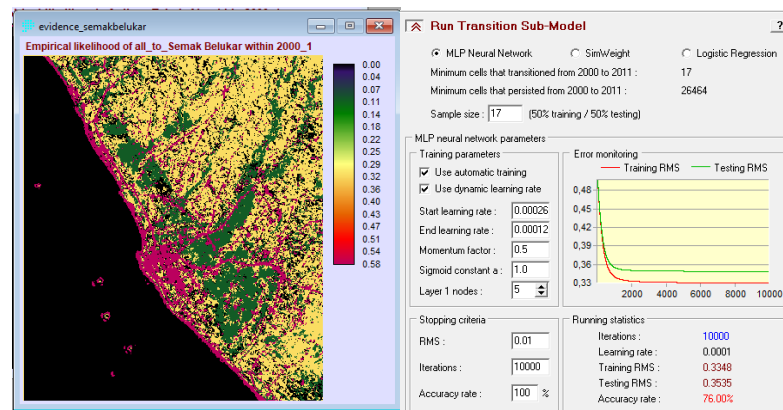 evidence_semakbelukar
Empirical likelihood of all_to_Semak Belukar within 2000_1
0.00
0.04
0.07
0.11
0.14
0.18
0.22
0.25
0.29
0.32
0.36
0.40
0.43
0.47
0.51
0.54
0.58
Run Transition Sub-Model
?
MLP Neural Network SimWeight Logistic Regression
Minimum cells that transitioned from 2000 to 2011 : 17
Minimum cells that persisted from 2000 to 2011 : 26464
Sample size : 17 (50% training / 50% testing)
MLP neural network parameters
Training parameters
Use automatic training
Use dynamic learning rate
Start learning rate : 0.00026
End learning rate : 0.00012
Momentum factor : 0.5
Sigmoid constant a : 1.0
Layer 1 nodes : 5
Error monitoring
Training RMS Testing RMS
0,48
0,45
0,42
0,39
0,36
0,33
2000 4000 6000 8000 10000
Stopping criteria
RMS : 0.01
Iterations : 10000
Accuracy rate : 100 %
Running statistics
Iterations : 10000
Learning rate : 0.0001
Training RMS : 0.3348
Testing RMS : 0.3535
Accuracy rate : 76.00%